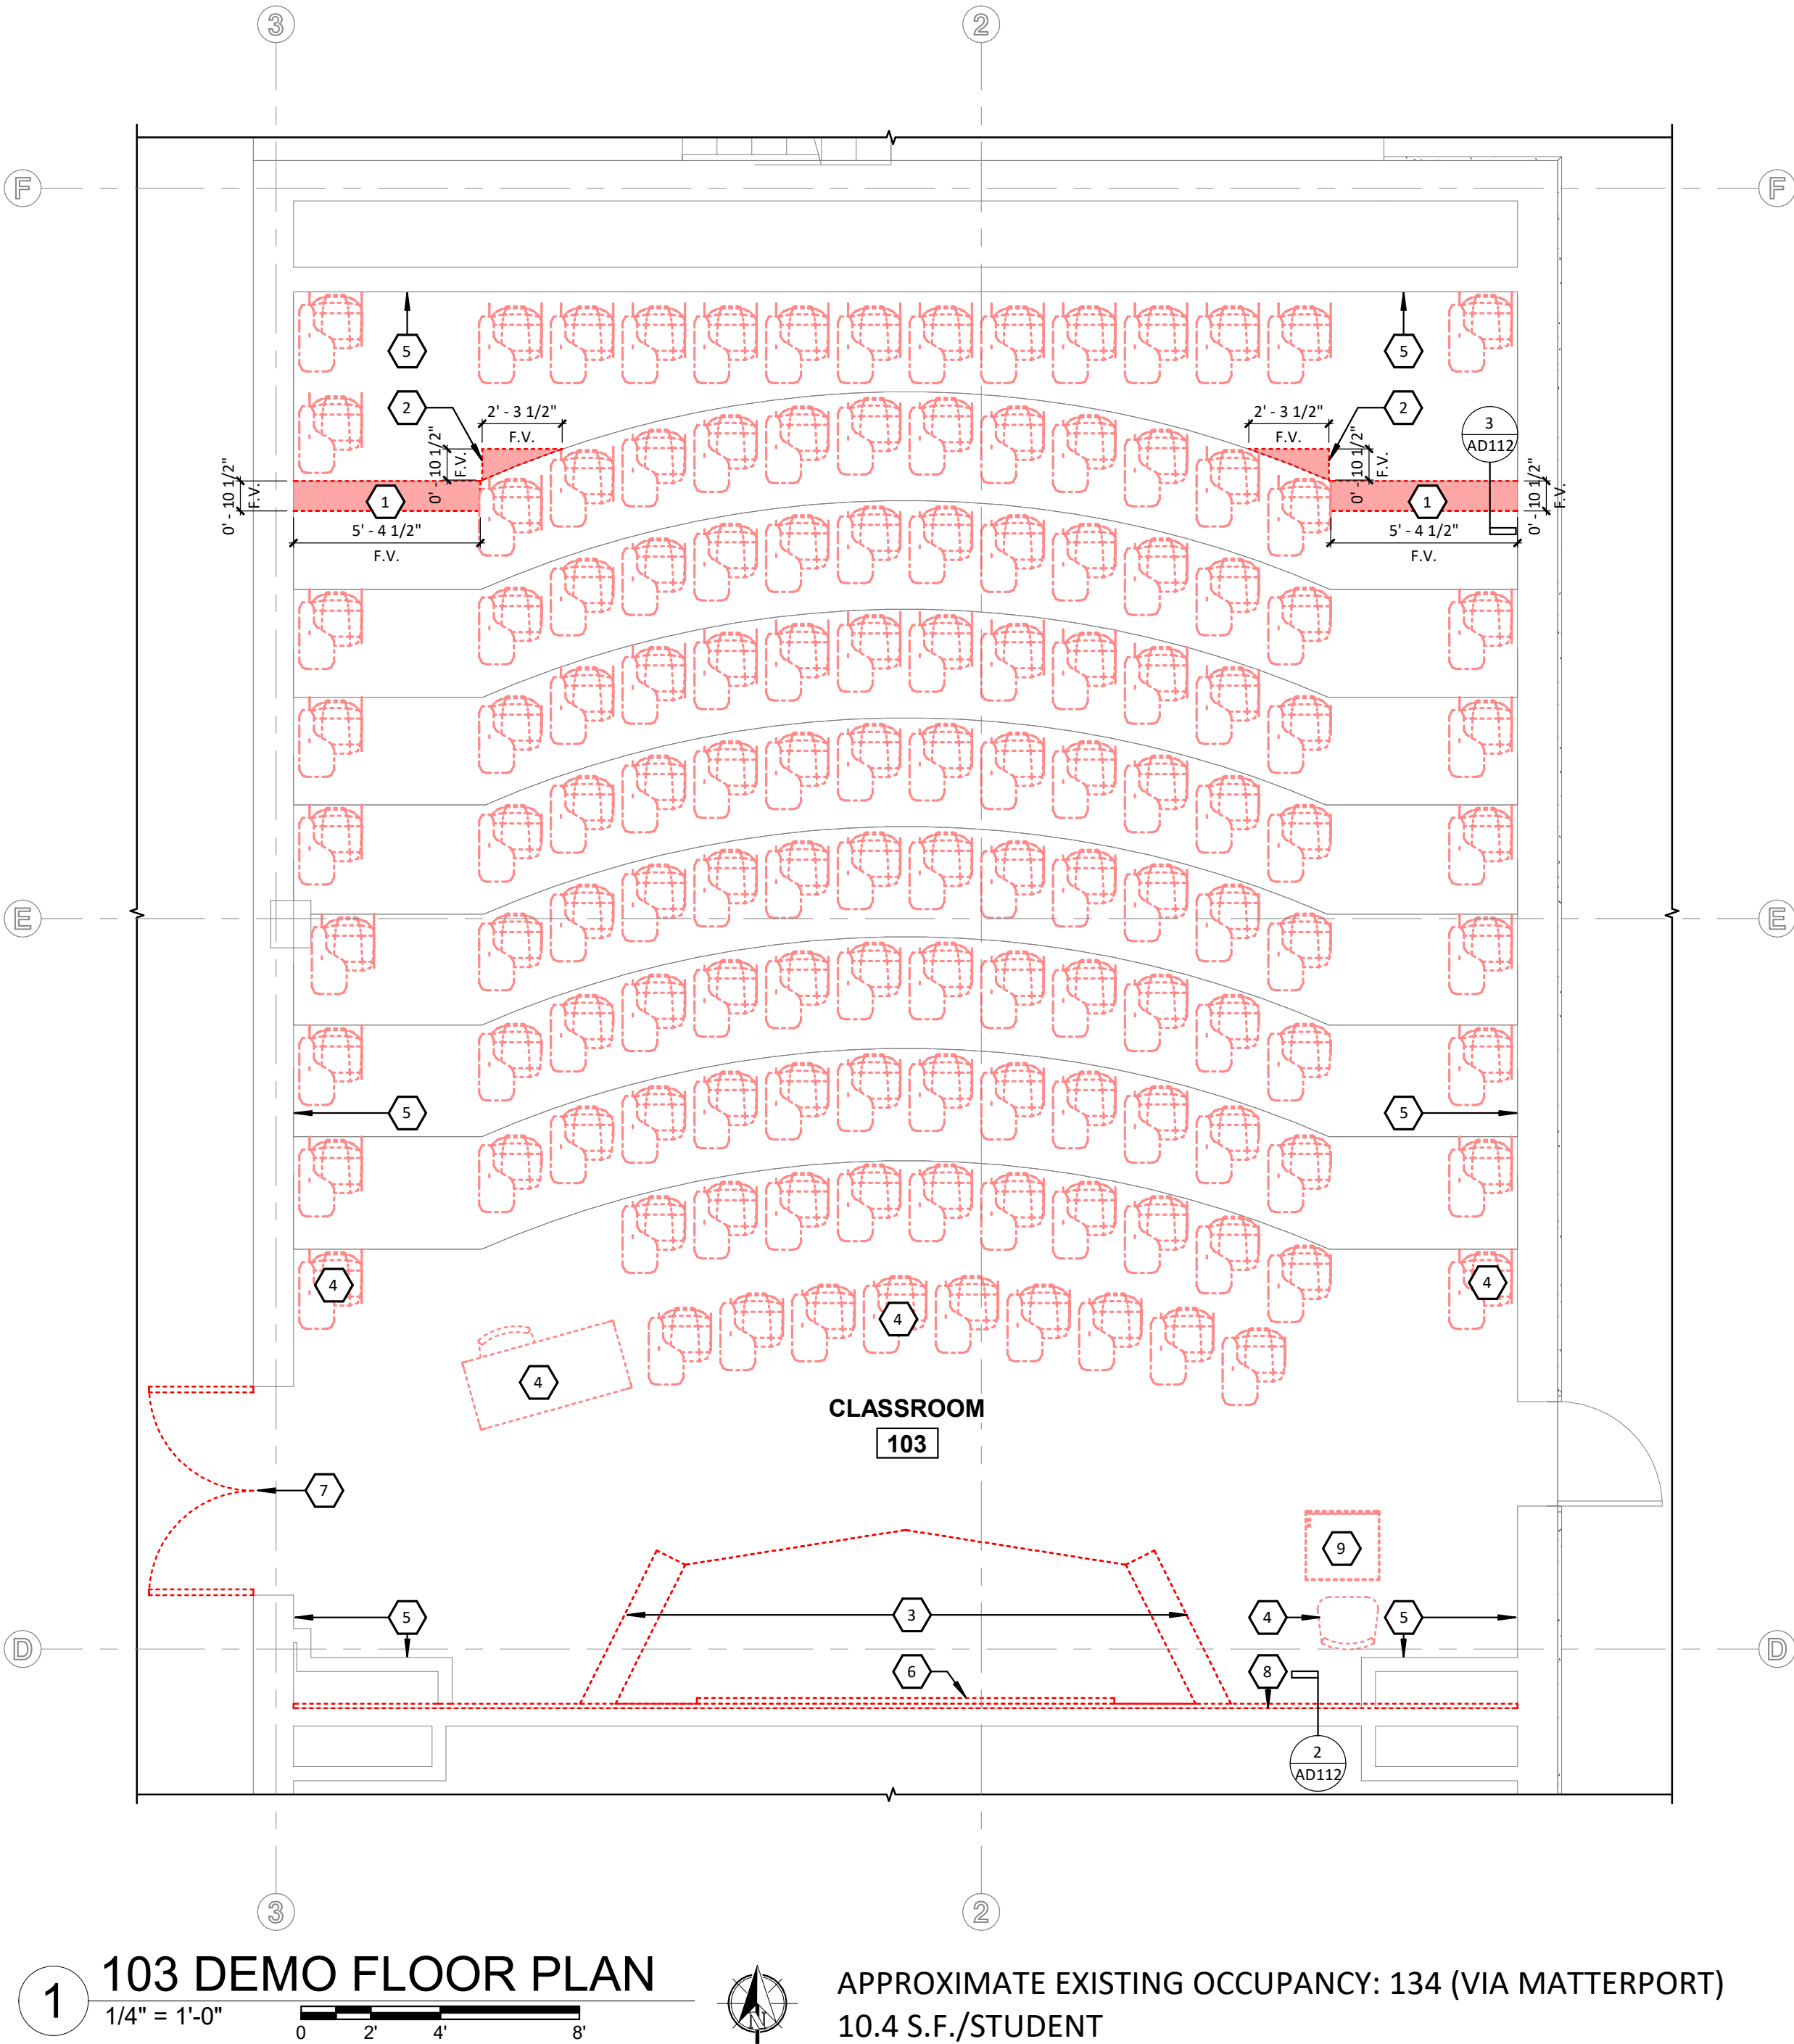 3
2
F
F
5
5
2
2' - 3 1/2"
F.V.
0' - 10 1/2"
F.V.
2' - 3 1/2"
F.V.
0' - 10 1/2"
F.V.
2
3
AD112
0' - 10 1/2"
F.V.
1
5' - 4 1/2"
F.V.
1
5' - 4 1/2"
F.V.
0' - 10 1/2"
F.V.
E
E
5
5
4
4
4
4
CLASSROOM
103
7
9
5
3
4
5
D
D
6
8
2
AD112
3
2
1
103 DEMO FLOOR PLAN
1/4" = 1'-0"
0
2'
4'
8'
N
APPROXIMATE EXISTING OCCUPANCY: 134 (VIA MATTERPORT)
10.4 S.F./STUDENT